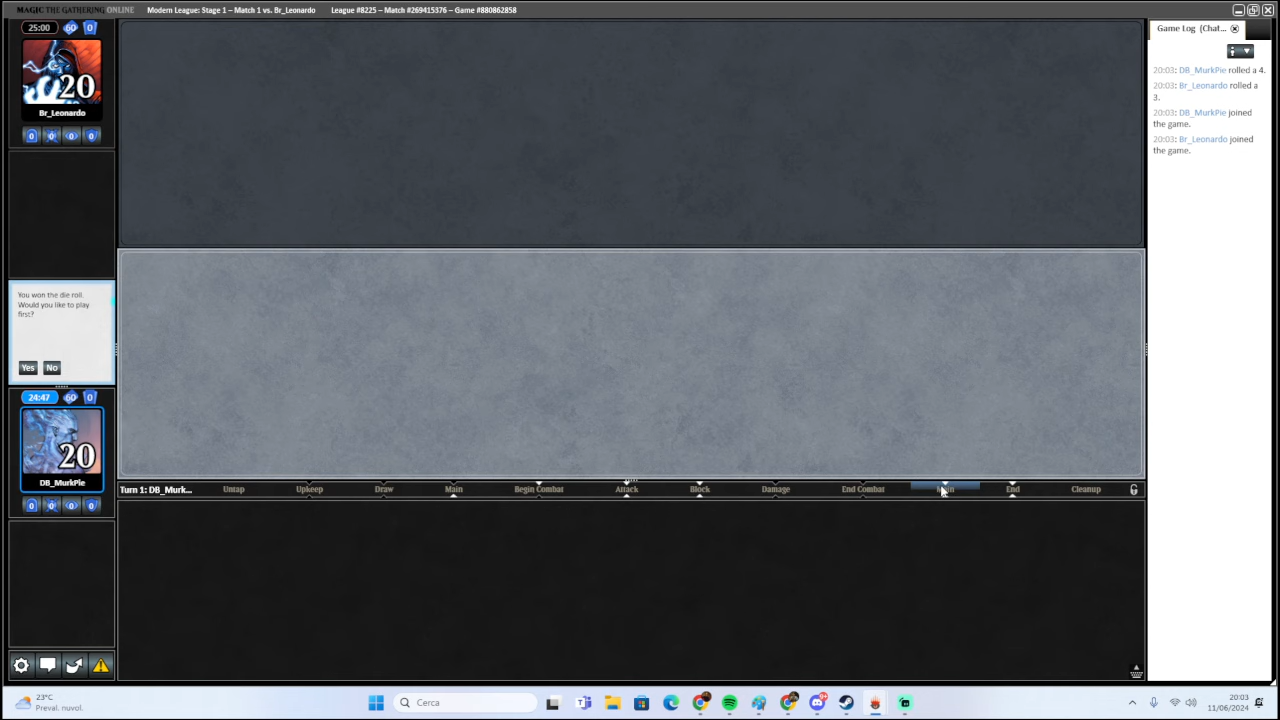 MAGIC THE GATHERING ONLINE
Modern League: Stage 1 – Match 1 vs. Br_Leonardo
League #8225 – Match #269415376 – Game #880862858
25:00
60
0
20
Br_Leonardo
0
0
0
You won the die roll.
Would you like to play
first?
Yes
No
24:47
60
0
20
DB_MurkPie
0
0
0
Turn 1: DB_Murk...
Untap
Upkeep
Draw
Main
Begin Combat
Attack
Block
Damage
End Combat
Main
End
Cleanup
Game Log (Chat...
20:03: DB_MurkPie rolled a 4.
20:03: Br_Leonardo rolled a
3.
20:03: DB_MurkPie joined
the game.
20:03: Br_Leonardo joined
the game.
23°C
Preval. nuvol.
Cerca
20:03
11/06/2024